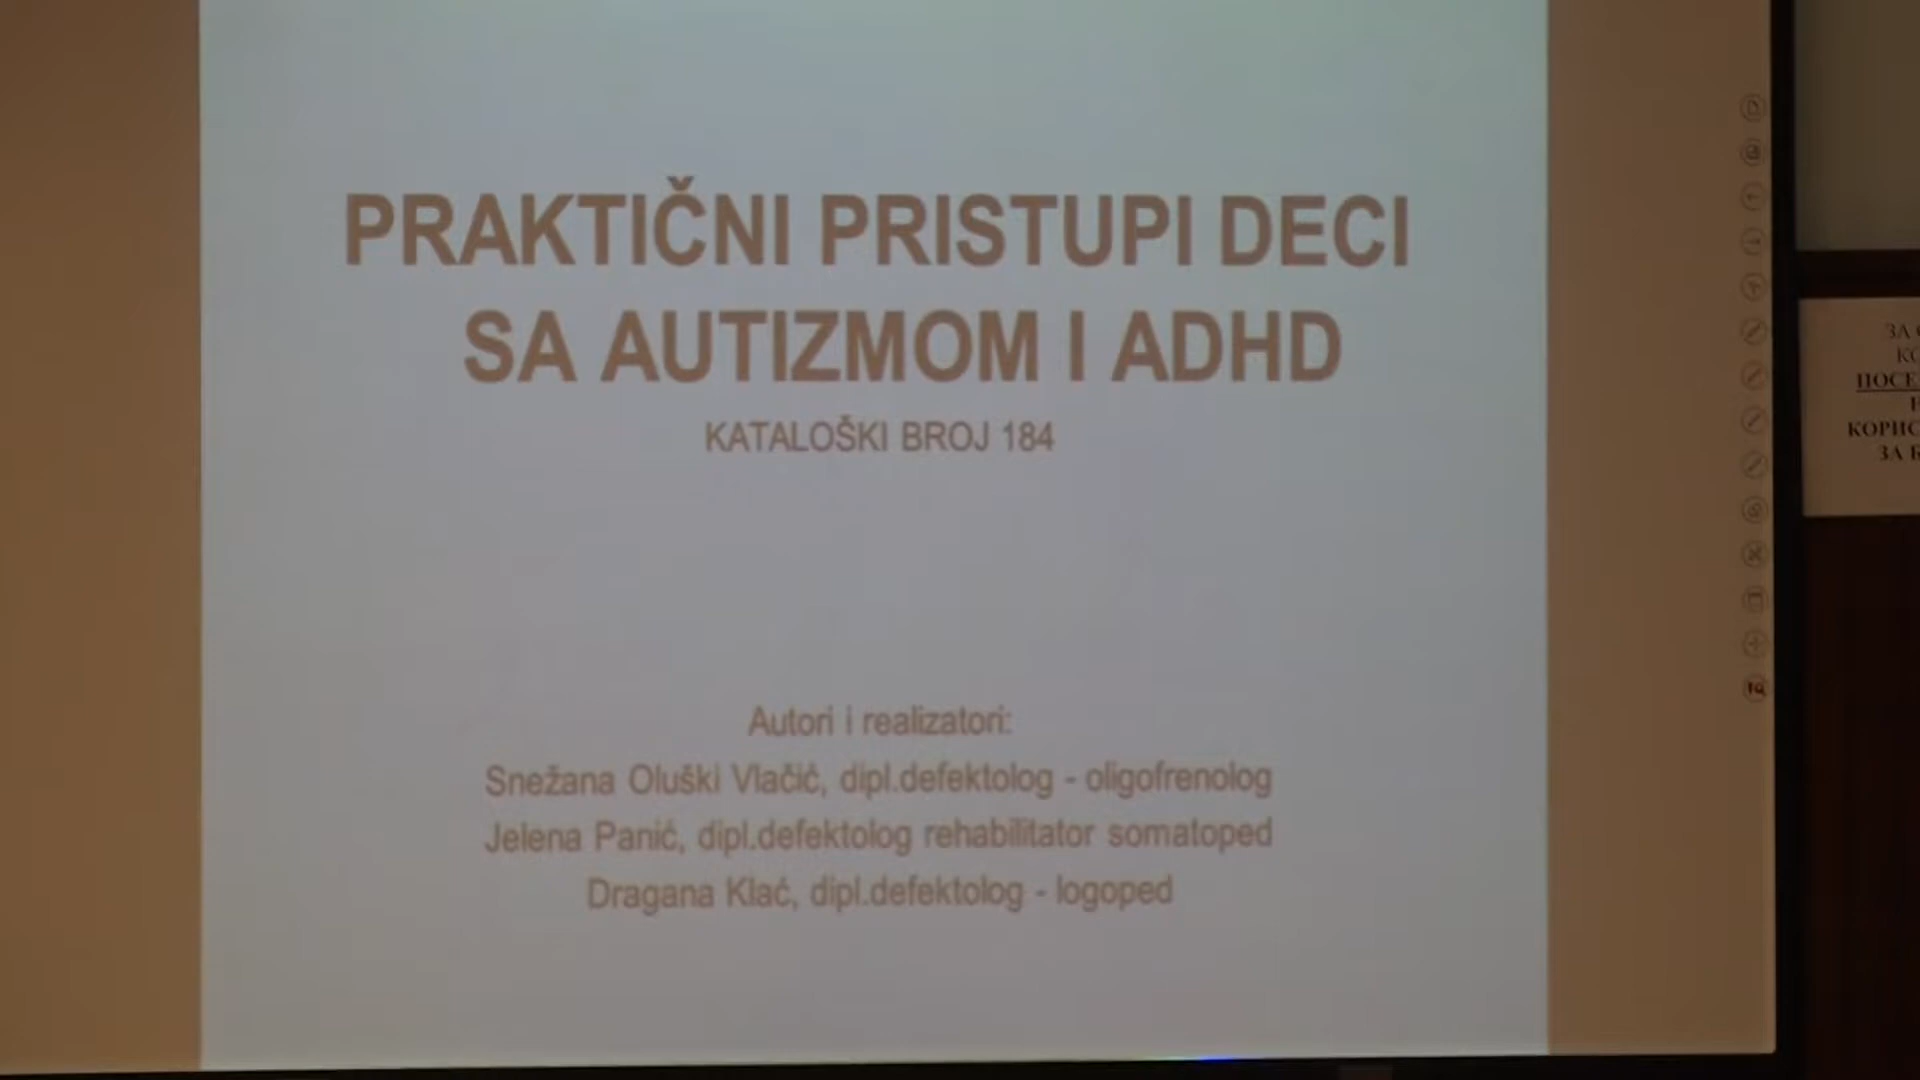 PRAKTIČNI PRISTUPI DECI
SA AUTIZMOM I ADHD
KATALOŠKI BROJ 184
Autori i realizatori:
Snežana Oluški Vlačić, dipl.defektolog - oligofrenolog
Jelena Panić, dipl.defektolog rehabilitator somatoped
Dragana Klać, dipl.defektolog - logoped
ЗА